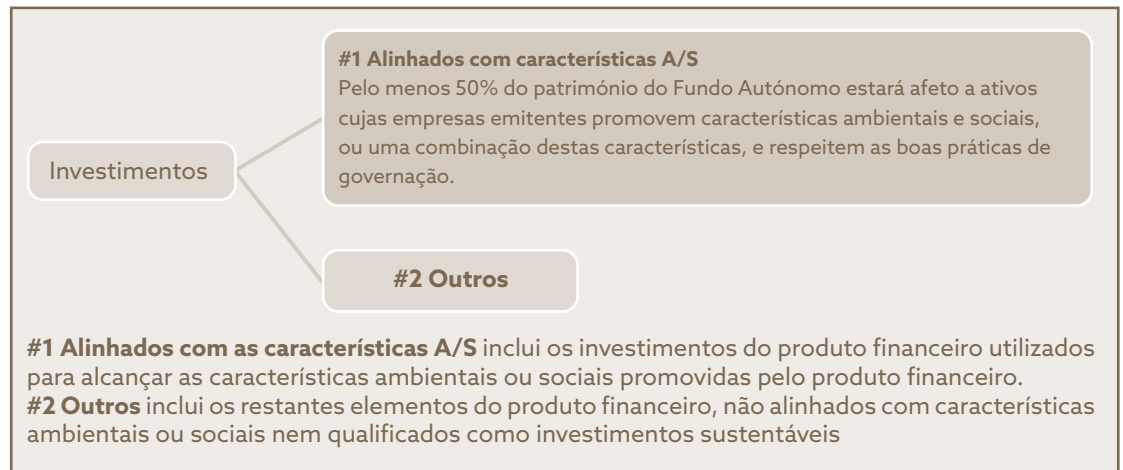 #1 Alinhados com características A/S
Pelo menos 50% do património do Fundo Autónomo estará afeto a ativos
cujas empresas emitentes promovem características ambientais e sociais,
ou uma combinação destas características, e respeitem as boas práticas de
governação.
Investimentos
#2 Outros
#1 Alinhados com as características A/S inclui os investimentos do produto financeiro utilizados
para alcançar as características ambientais ou sociais promovidas pelo produto financeiro.
#2 Outros inclui os restantes elementos do produto financeiro, não alinhados com características
ambientais ou sociais nem qualificados como investimentos sustentáveis